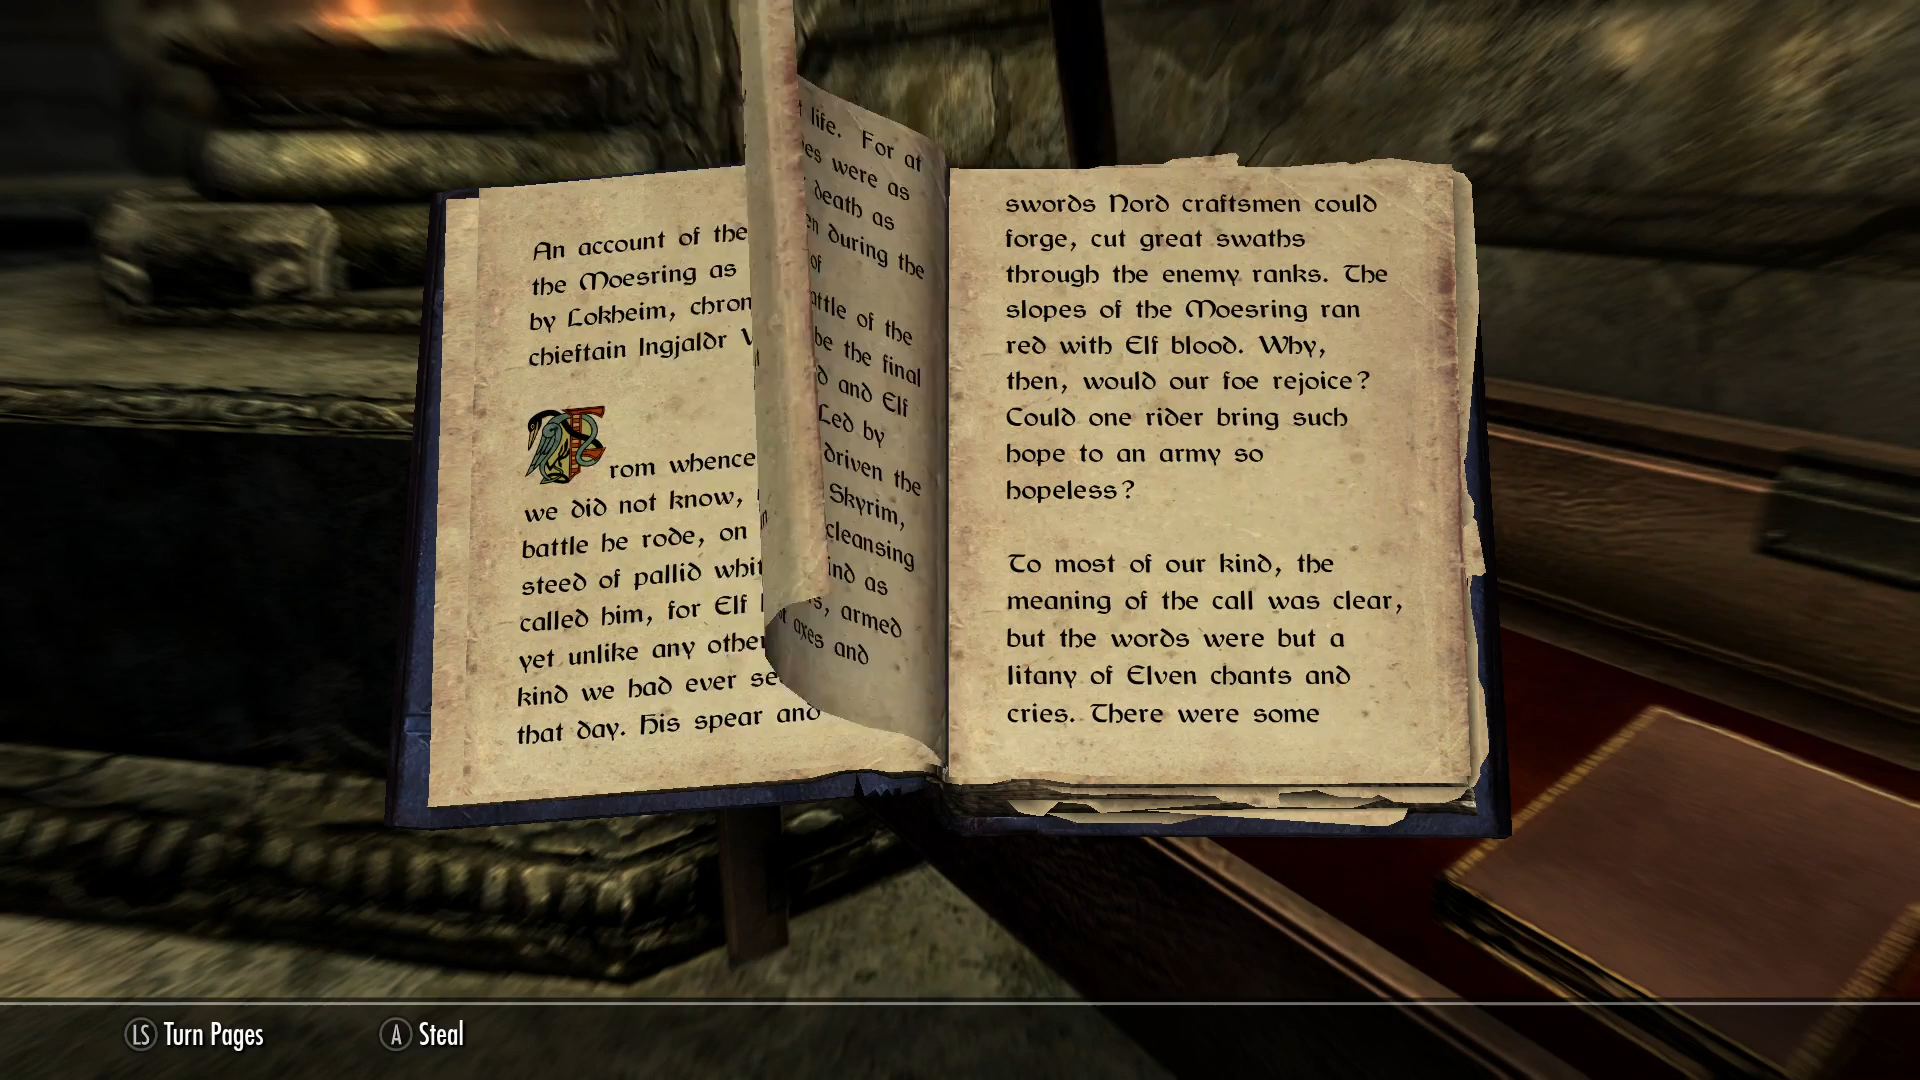 An account of the
the Moesring as
by Lokheim, chron
chieftain Ingjaldr
From whence
we did not know,
battle he rode, on
steed of pallid whit
called him, for Elf
yet unlike any other
kind we had ever se
that day. His spear and
life. For at
es were as
death as
en during the
of
attle of the
be the final
d and Elf
Led by
driven the
Skyrim,
cleansing
ind as
s, armed
axes and
swords Nord craftsmen could
forge, cut great swaths
through the enemy ranks. The
slopes of the Moesring ran
red with Elf blood. Why,
then, would our foe rejoice?
Could one rider bring such
hope to an army so
hopeless?
To most of our kind, the
meaning of the call was clear,
but the words were but a
litany of Elven chants and
cries. There were some
LS Turn Pages
A Steal